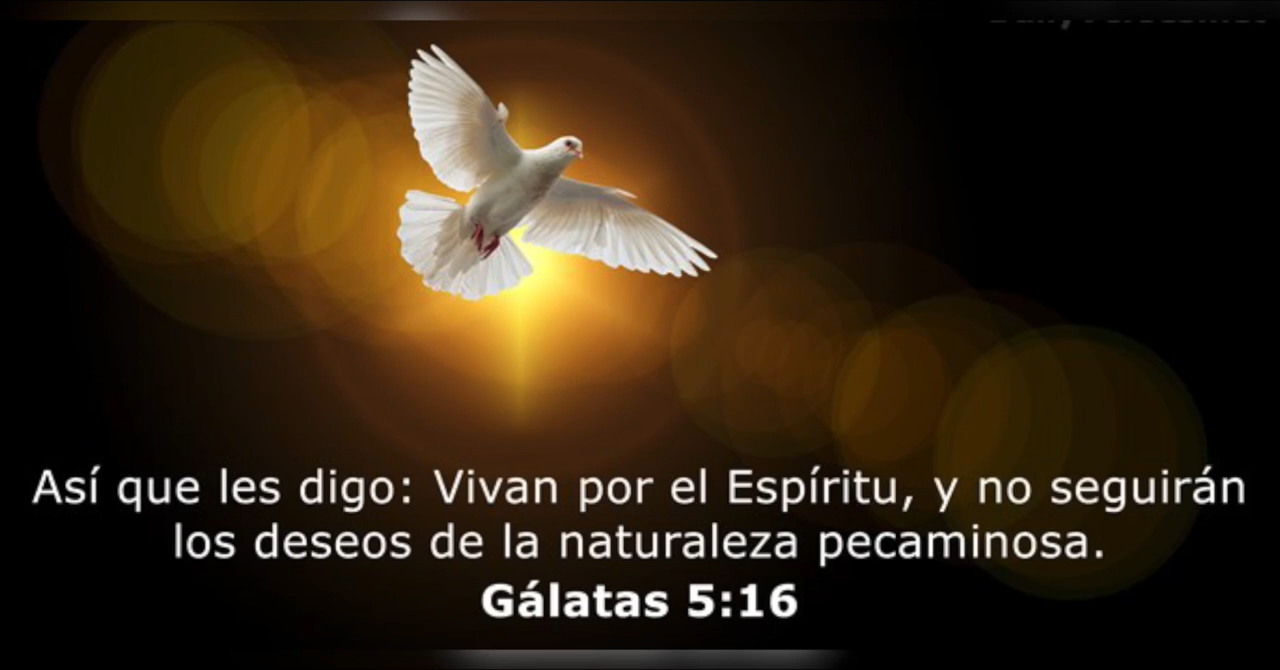 Así que les digo: Vivan por el Espíritu, y no seguirán
los deseos de la naturaleza pecaminosa.
Gálatas 5:16